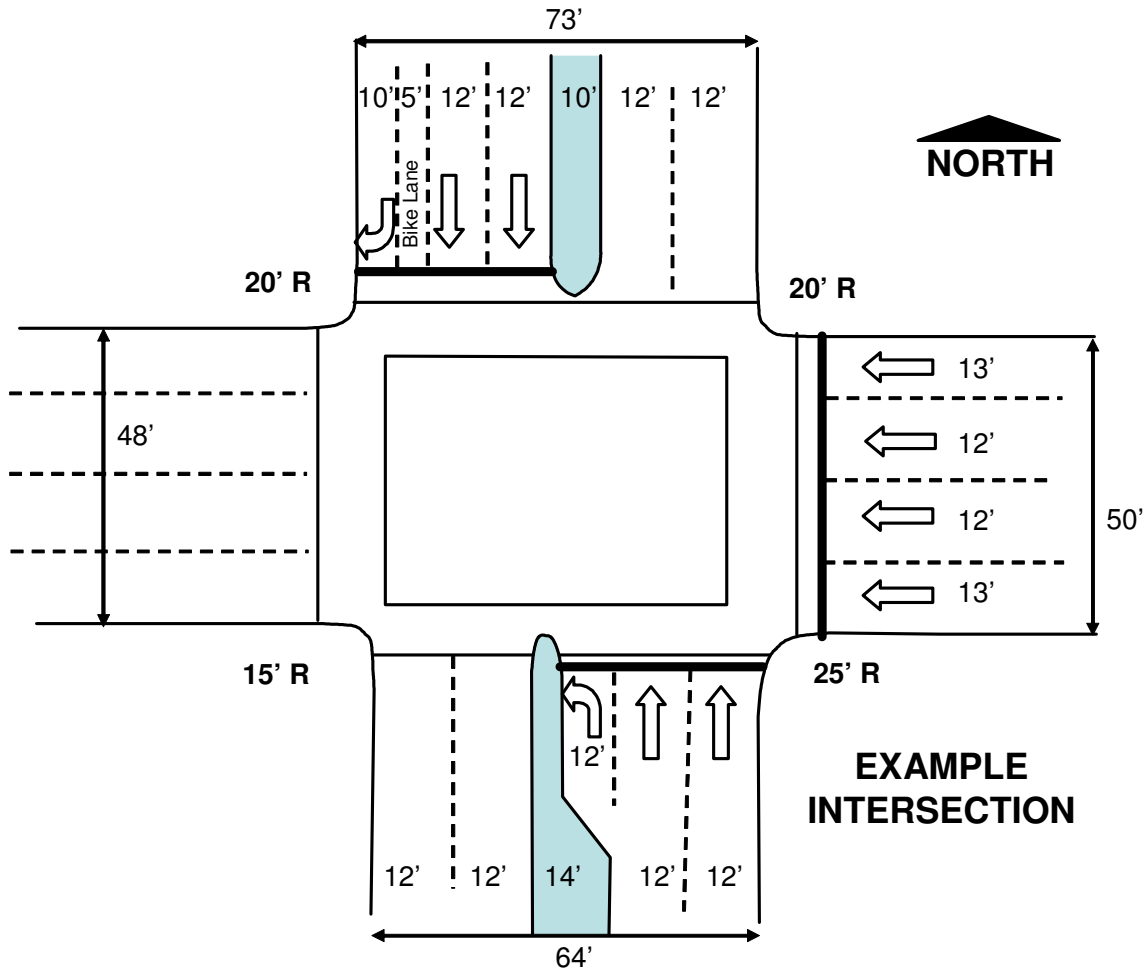 73’
10’
5’
12’
12’
10’
12’
12’
Bike Lane
NORTH
20’ R
20’ R
13’
12’
12’
13’
48’
50’
15’ R
25’ R
12’
EXAMPLE
INTERSECTION
12’
12’
14’
12’
12’
64’